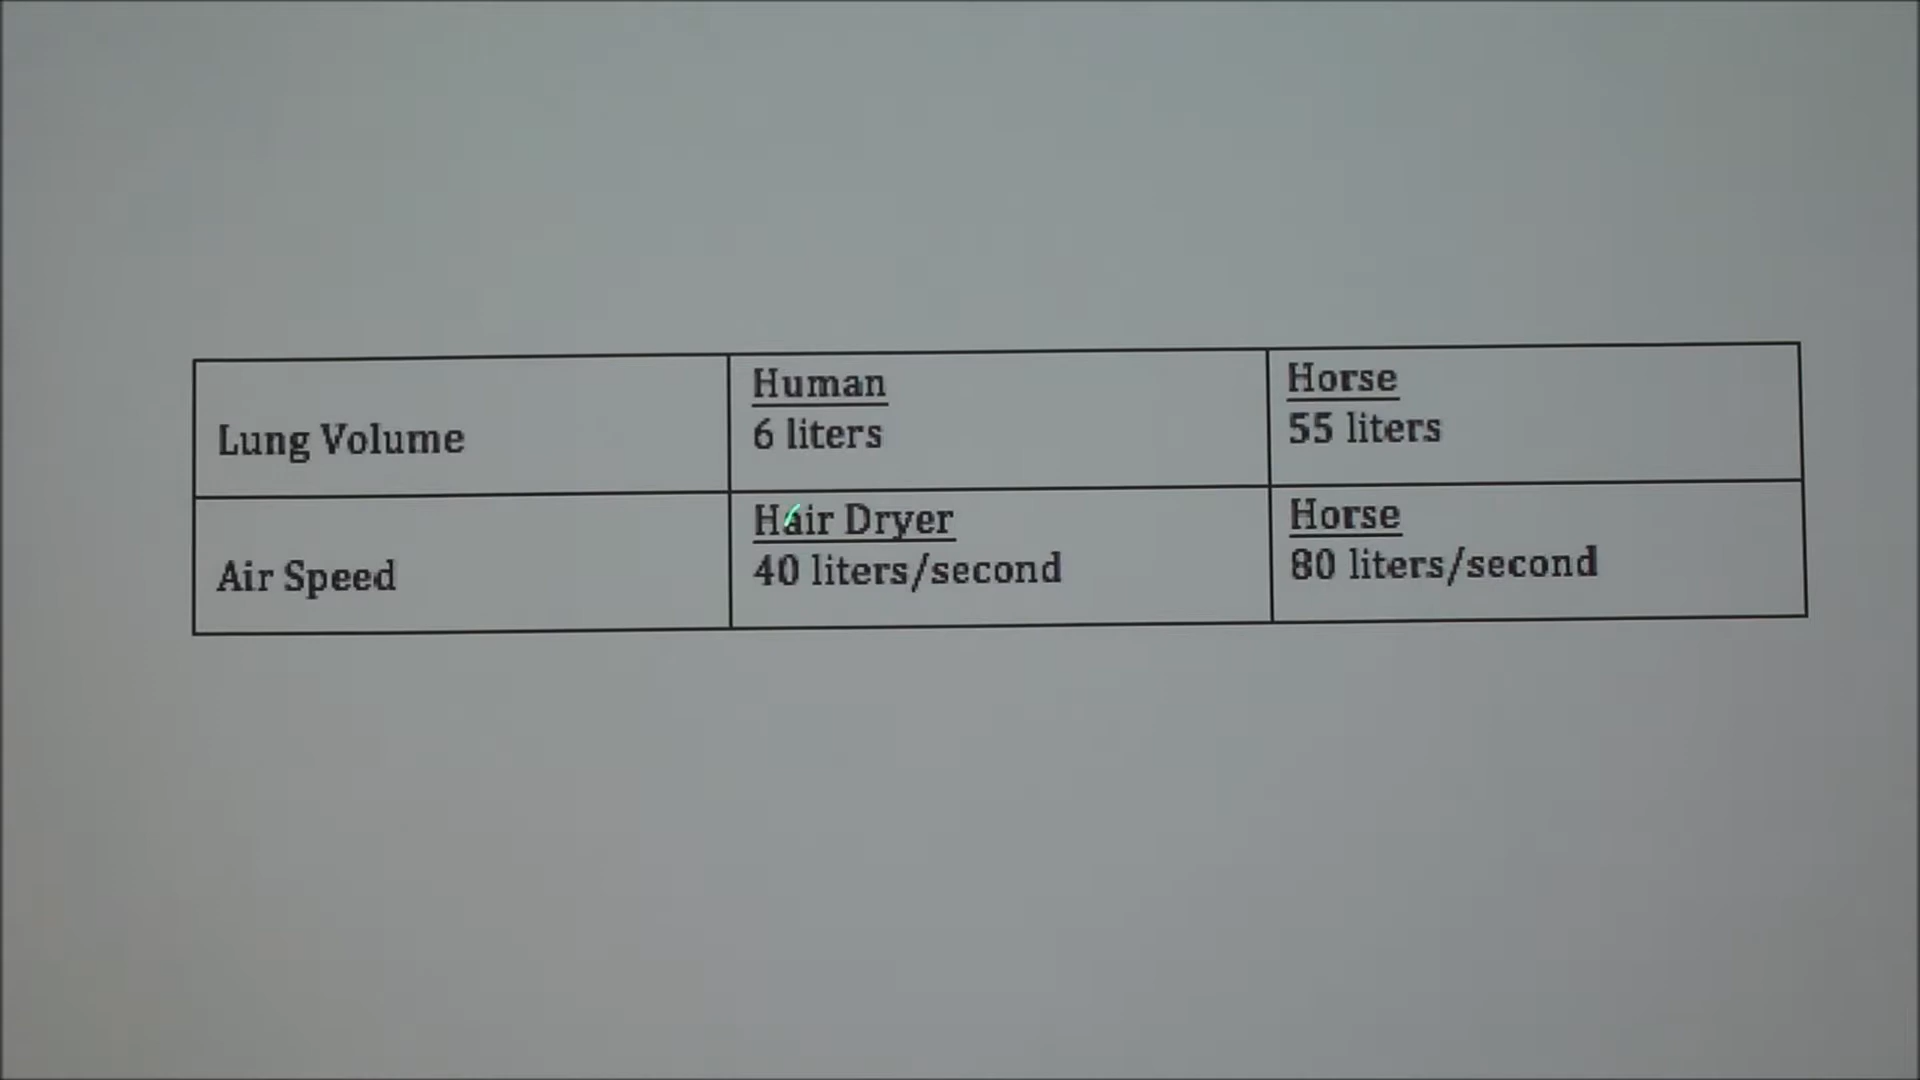 Lung Volume
Human
6 liters
Horse
55 liters
Air Speed
Hair Dryer
40 liters/second
Horse
80 liters/second